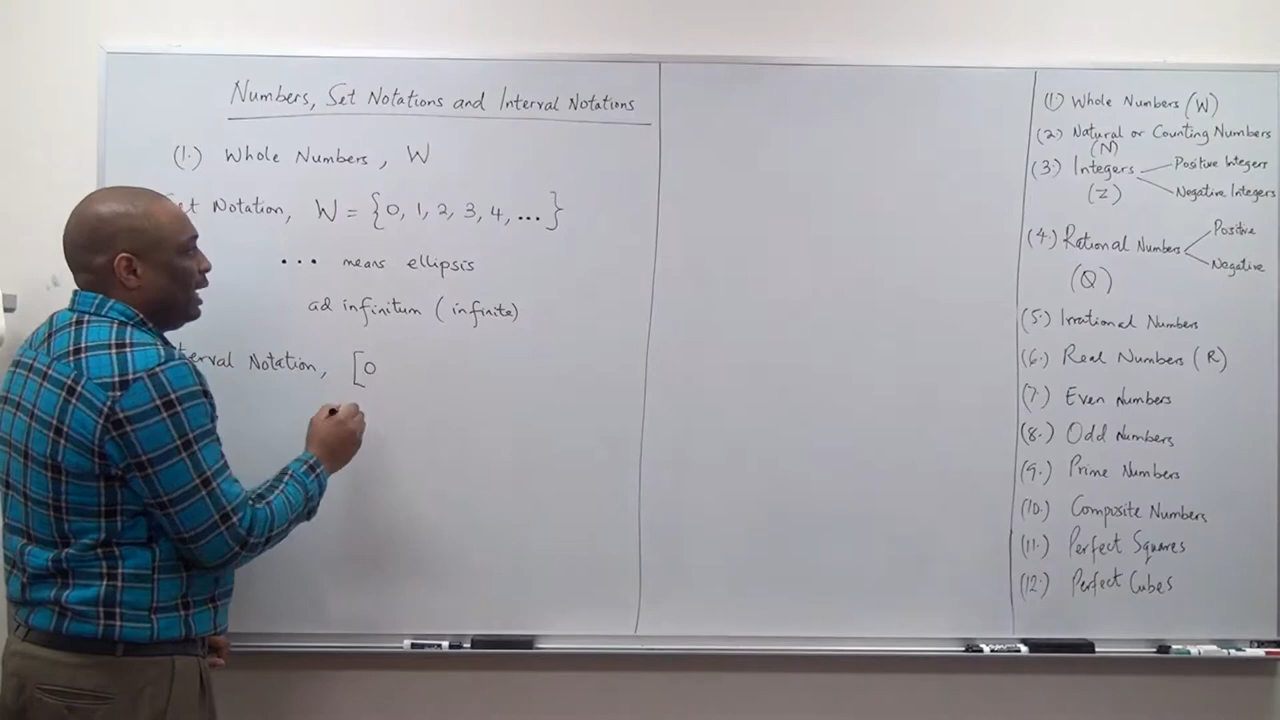 Numbers, Set Notations and Interval Notations
(1.) Whole Numbers, W
Notation, W = {0, 1, 2, 3, 4, ...}
... means ellipsis
ad infinitum (infinite)
Notation, [0
(1) Whole Numbers (W)
(2) Natural or Counting Numbers
(N)
(3.) Integers
Positive Integers
Negative Integers
(Z)
(4.) Rational Numbers
Positive
Negative
(Q)
(5.) Irrational Numbers
(6.) Real Numbers (R)
(7.) Even Numbers
(8.) Odd Numbers
(9.) Prime Numbers
(10.) Composite Numbers
(11.) Perfect Squares
(12.) Perfect Cubes